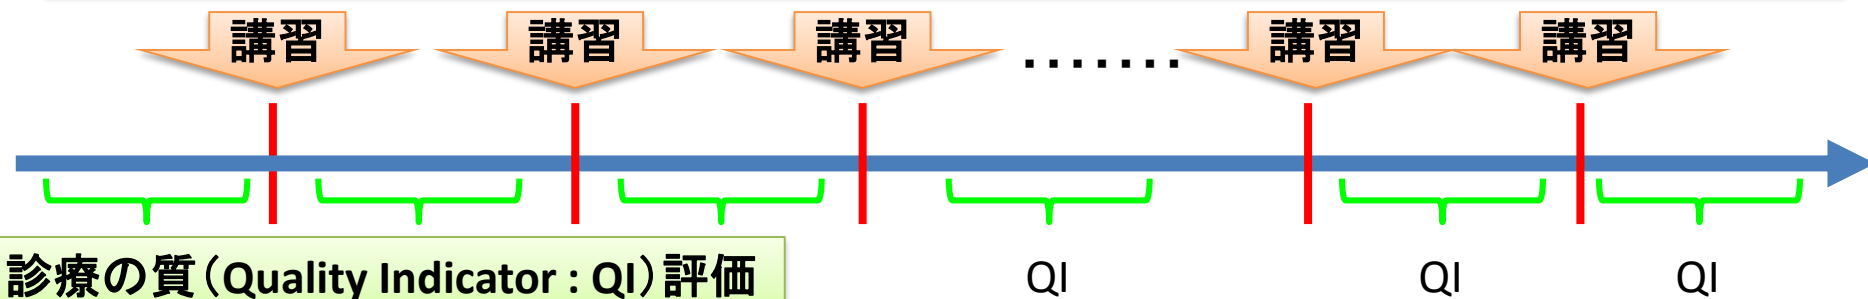 講習 講習 講習 ....... 講習 講習
診療の質(Quality Indicator : QI)評価 QI QI QI